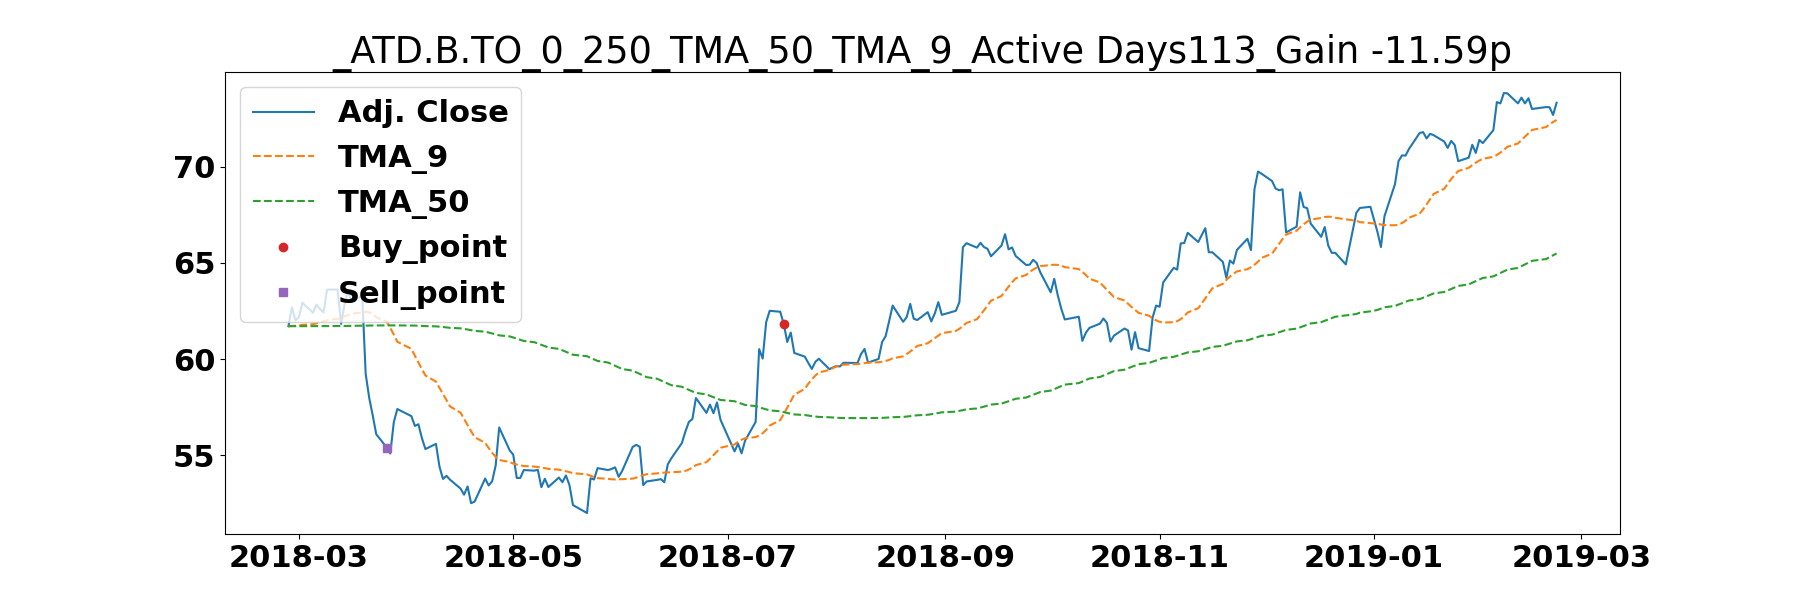 _ATD.B.TO_0_250_TMA_50_TMA_9_Active Days113_Gain -11.59p
Adj. Close
TMA_9
TMA_50
Buy_point
Sell_point
70
65
60
55
2018-03 2018-05 2018-07 2018-09 2018-11 2019-01 2019-03